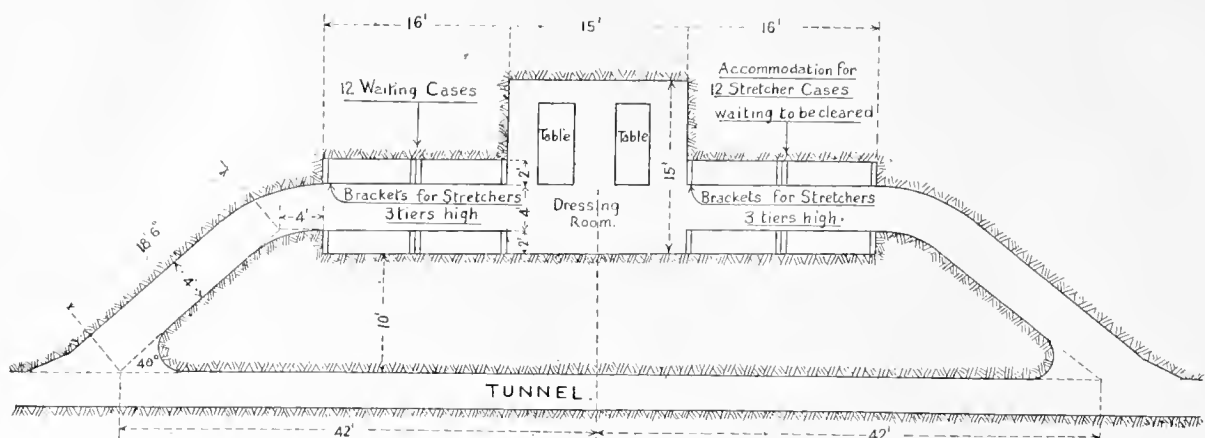 16'
15'
16'
12 Waiting Cases
Accommodation for
12 Stretcher Cases
waiting to be cleared
Table
Table
2'
15'
Brackets for Stretchers
3 tiers high
4'
Dressing
Room.
Brackets for Stretchers
3 tiers high.
4'
2'
18'6"
4'
10'
40°
TUNNEL.
42'
42'